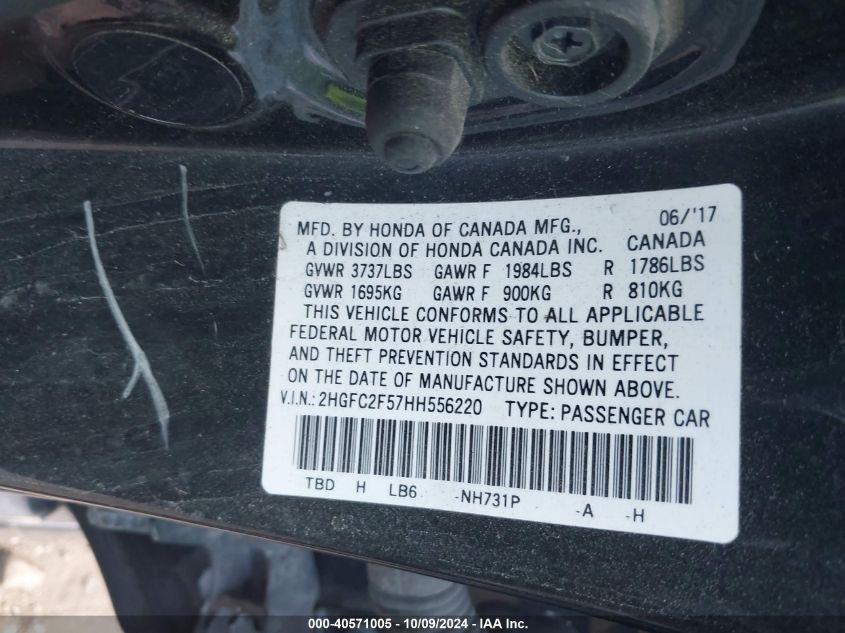 06/'17
MFD. BY HONDA OF CANADA MFG.,
A DIVISION OF HONDA CANADA INC. CANADA
GVWR 3737LBS GAWR F 1984LBS R 1786LBS
GVWR 1695KG GAWR F 900KG R 810KG
THIS VEHICLE CONFORMS TO ALL APPLICABLE
FEDERAL MOTOR VEHICLE SAFETY, BUMPER,
AND THEFT PREVENTION STANDARDS IN EFFECT
ON THE DATE OF MANUFACTURE SHOWN ABOVE.
V.I.N.: 2HGFC2F57HH556220 TYPE: PASSENGER CAR
TBD H LB6 -NH731P -A -H
000-40571005 - 10/09/2024 - IAA Inc.